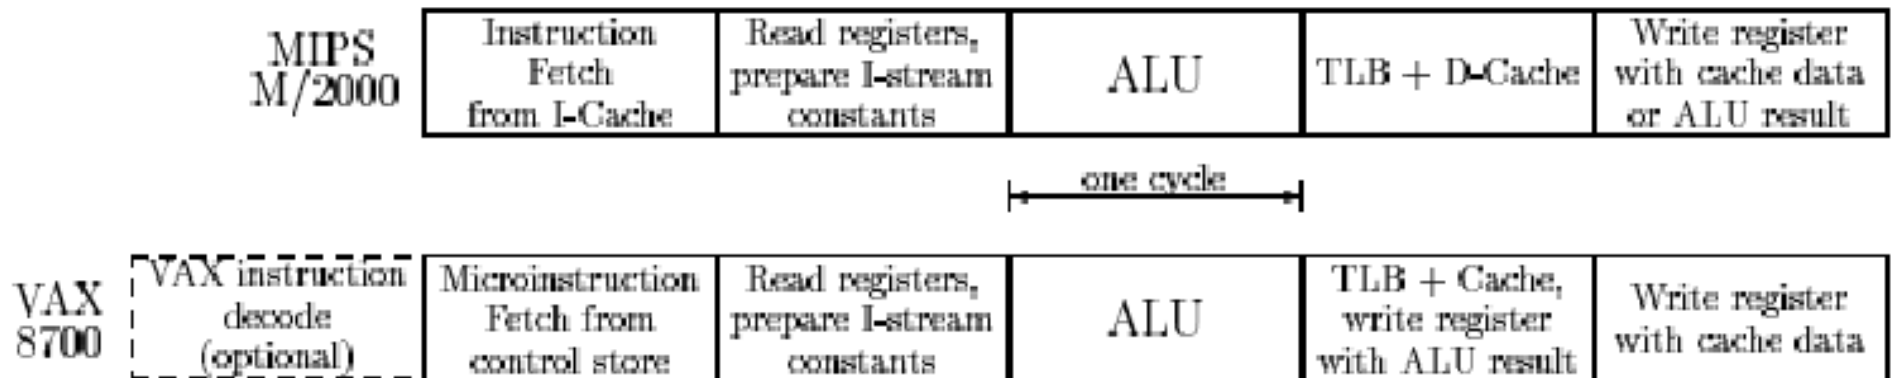 MIPS
M/2000
Instruction
Fetch
from I-Cache
Read registers,
prepare I-stream
constants
ALU
TLB + D-Cache
Write register
with cache data
or ALU result
one cycle
VAX
8700
VAX instruction
decode
(optional)
Microinstruction
Fetch from
control store
Read registers,
prepare I-stream
constants
ALU
TLB + Cache,
write register
with ALU result
Write register
with cache data